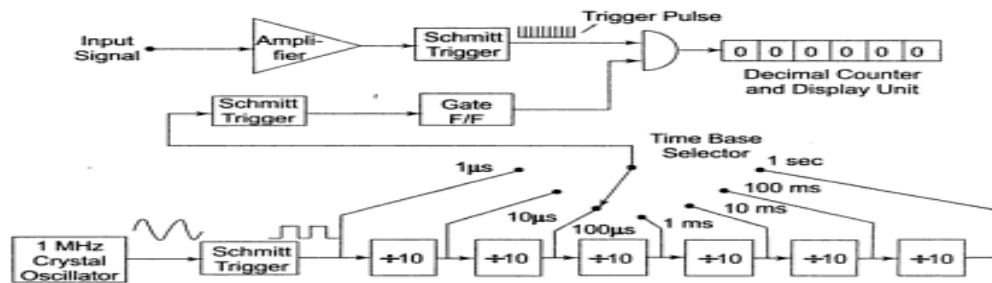 Input
Signal
Ampli-
fier
Schmitt
Trigger
Trigger Pulse
0 0 0 0 0 0
Decimal Counter
and Display Unit
Schmitt
Trigger
Gate
F/F
Time Base
Selector
1μs
10μs
100μs
1 ms
10 ms
100 ms
1 sec
1 MHz
Crystal
Oscillator
Schmitt
Trigger
÷10
÷10
÷10
÷10
÷10
÷10